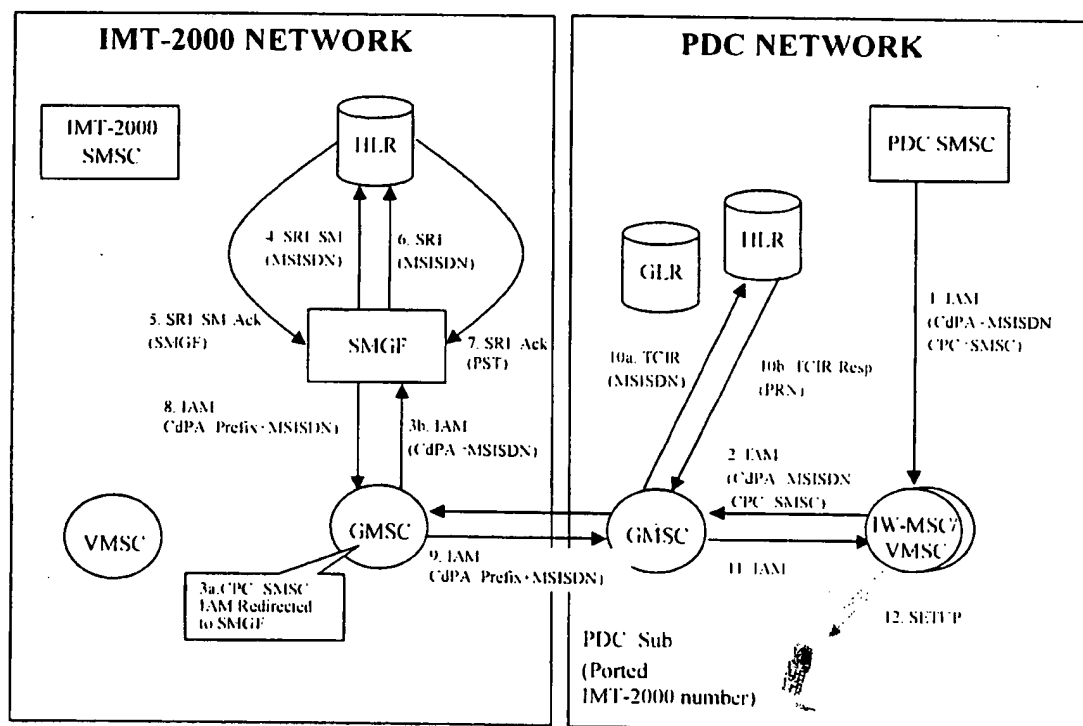 IMT-2000 NETWORK
PDC NETWORK
IMT-2000
SMSC
HLR
PDC SMSC
4. SRI SM
(MSISDN)
6. SRI
(MSISDN)
HLR
GLR
5. SRI SM Ack
(SMGF)
SMGF
7. SRI Ack
(PST)
1. IAM
(CdPA -MSISDN
CPC -SMSC)
10a. TCIR
(MSISDN)
10b. TCIR Resp
(PRN)
8. IAM
CdPA Prefix+MSISDN)
3b. IAM
(CdPA -MSISDN)
2. IAM
(CdPA MSISDN
CPC SMSC)
VMSC
GMSC
GMSC
IW-MSC/
VMSC
9. IAM
CdPA Prefix+MSISDN)
11. IAM
3a.CPC SMSC
IAM Redirected
to SMGF
12. SETUP
PDC Sub
(Ported
IMT-2000 number)